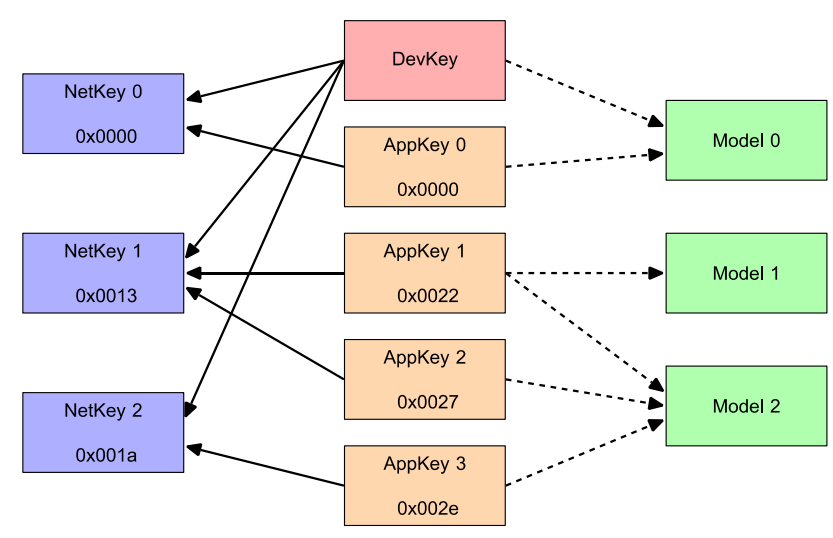 DevKey
NetKey 0
0x0000
AppKey 0
0x0000
Model 0
NetKey 1
0x0013
AppKey 1
0x0022
Model 1
AppKey 2
0x0027
NetKey 2
0x001a
Model 2
AppKey 3
0x002e